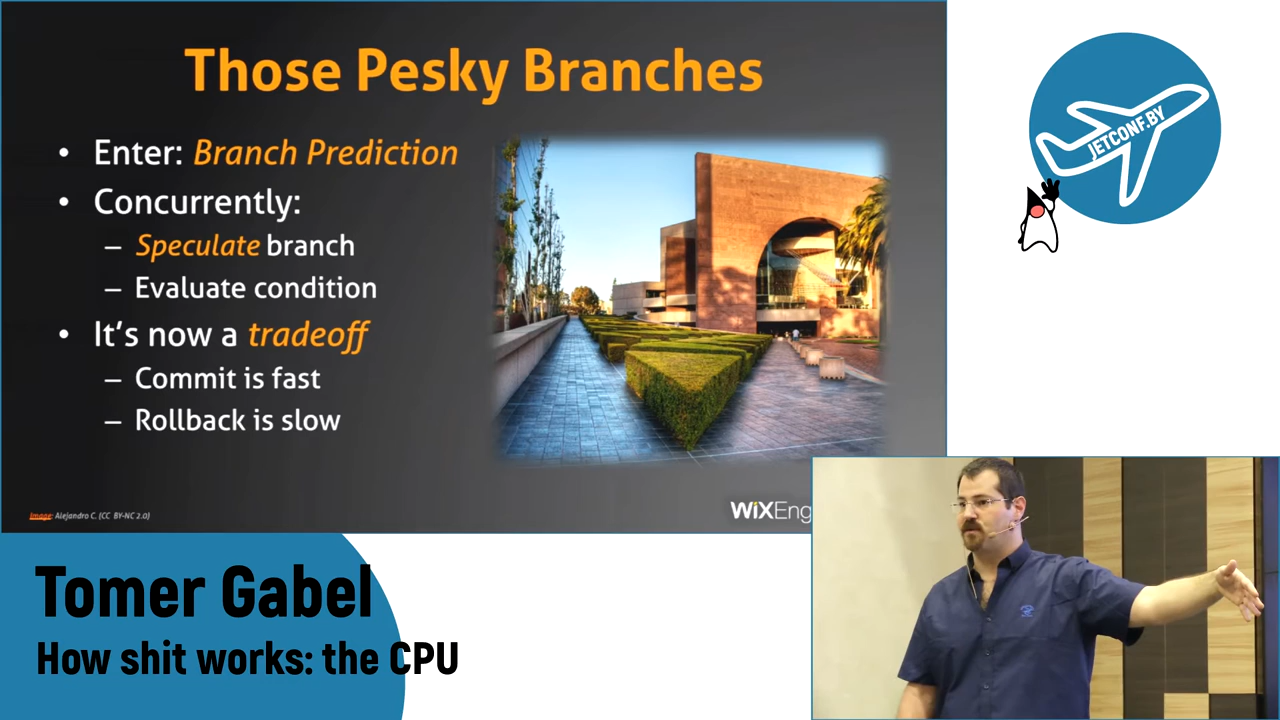 Those Pesky Branches
• Enter: Branch Prediction
• Concurrently:
– Speculate branch
– Evaluate condition
• It's now a tradeoff
– Commit is fast
– Rollback is slow
Image: Alejandro C. (CC BY-NC 2.0)
WiXEng
JETCONF.BY
Tomer Gabel
How shit works: the CPU